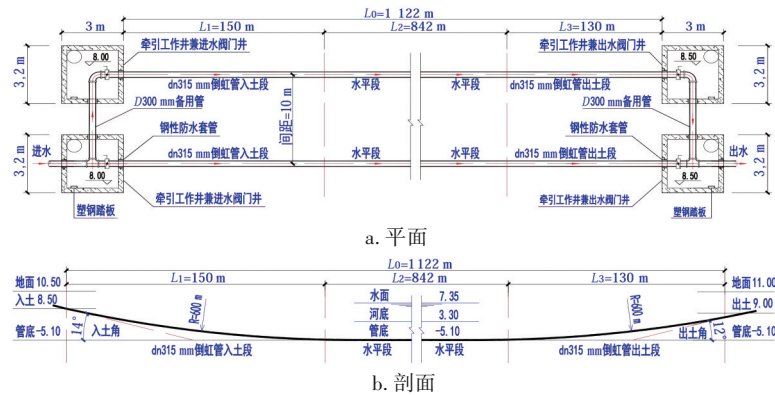 L₀=1 122 m
3 m
L₁=150 m
L₂=842 m
L₃=130 m
3 m
牵引工作井兼进水阀门井
牵引工作井兼出水阀门井
8.00
8.50
3,2 m
3,2 m
dn315 mm倒虹管入土段
水平段
水平段
dn315 mm倒虹管出土段
D300 mm备用管
D300 mm备用管
间距=10 m
钢性防水套管
钢性防水套管
进水
dn315 mm倒虹管入土段
水平段
水平段
dn315 mm倒虹管出土段
出水
3,2 m
8.00
8.50
3,2 m
牵引工作井兼进水阀门井
牵引工作井兼出水阀门井
塑钢踏板
塑钢踏板
a. 平面
L₀=1 122 m
L₁=150 m
L₂=842 m
L₃=130 m
地面 10.50
地面 11.00
入土 8.50
水面 7.35
出土 9.00
R=600 m
河底 3.30
R=600 m
管底-5.10
14°
入土角
管底 -5.10
出土角
12°
管底-5.10
dn315 mm倒虹管入土段
水平段
水平段
dn315 mm倒虹管出土段
b. 剖面